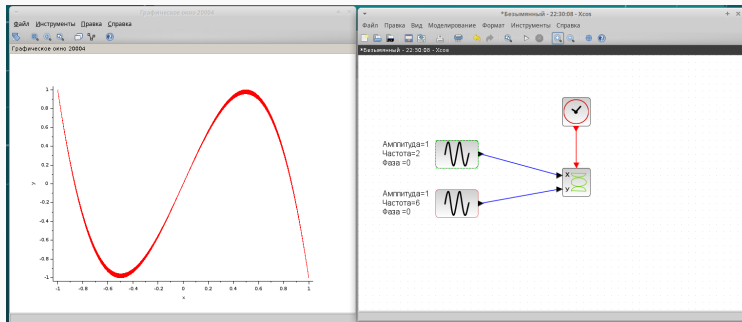 Графическое окно 20004
Файл Инструменты Правка Справка
Графическое окно 20004
1
0.8
0.6
0.4
0.2
0
-0.2
-0.4
-0.6
-0.8
-1
y
-1 -0.8 -0.6 -0.4 -0.2 0 0.2 0.4 0.6 0.8 1
x
*Безымянный - 22:30:08 - Xcos
Файл Правка Вид Моделирование Формат Инструменты Справка
*Безымянный - 22:30:08 - Xcos
Амплитуда=1
Частота=2
Фаза =0
X
У
Амплитуда=1
Частота=6
Фаза =0